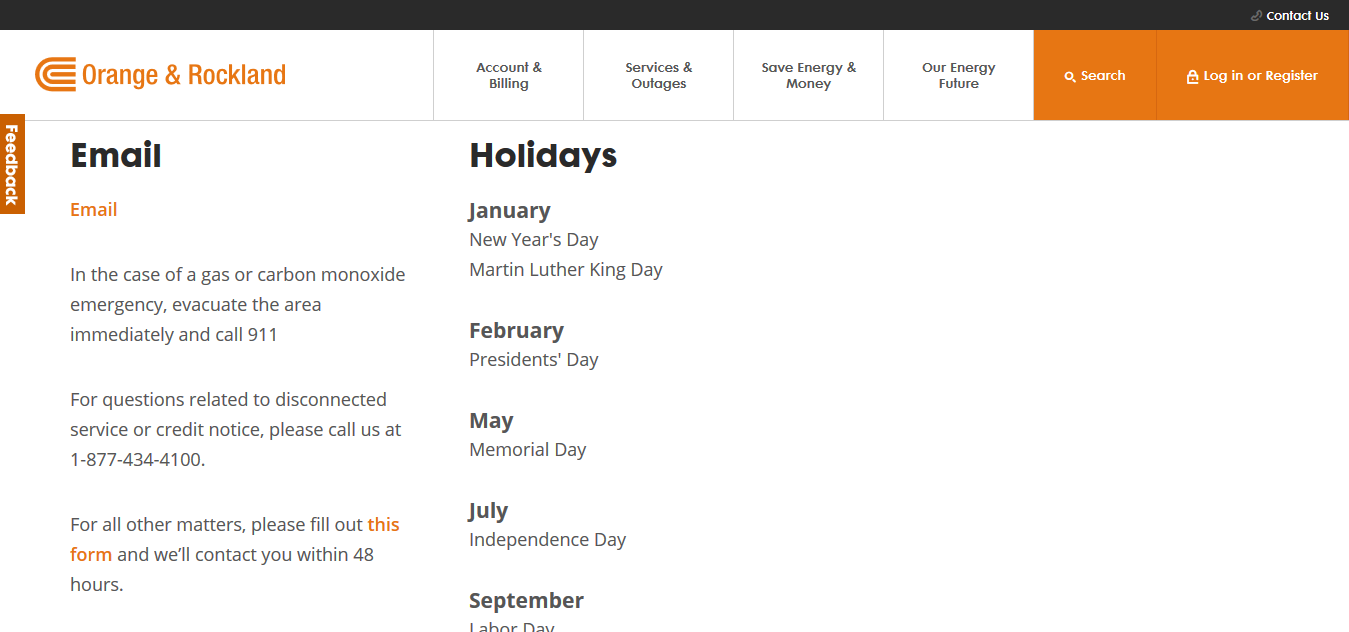 Contact Us
Orange & Rockland
Account &
Billing
Services &
Outages
Save Energy &
Money
Our Energy
Future
Search
Log in or Register
Feedback
Email
Email
In the case of a gas or carbon monoxide
emergency, evacuate the area
immediately and call 911
For questions related to disconnected
service or credit notice, please call us at
1-877-434-4100.
For all other matters, please fill out this
form and we’ll contact you within 48
hours.
Holidays
January
New Year's Day
Martin Luther King Day
February
Presidents' Day
May
Memorial Day
July
Independence Day
September
Labor Day